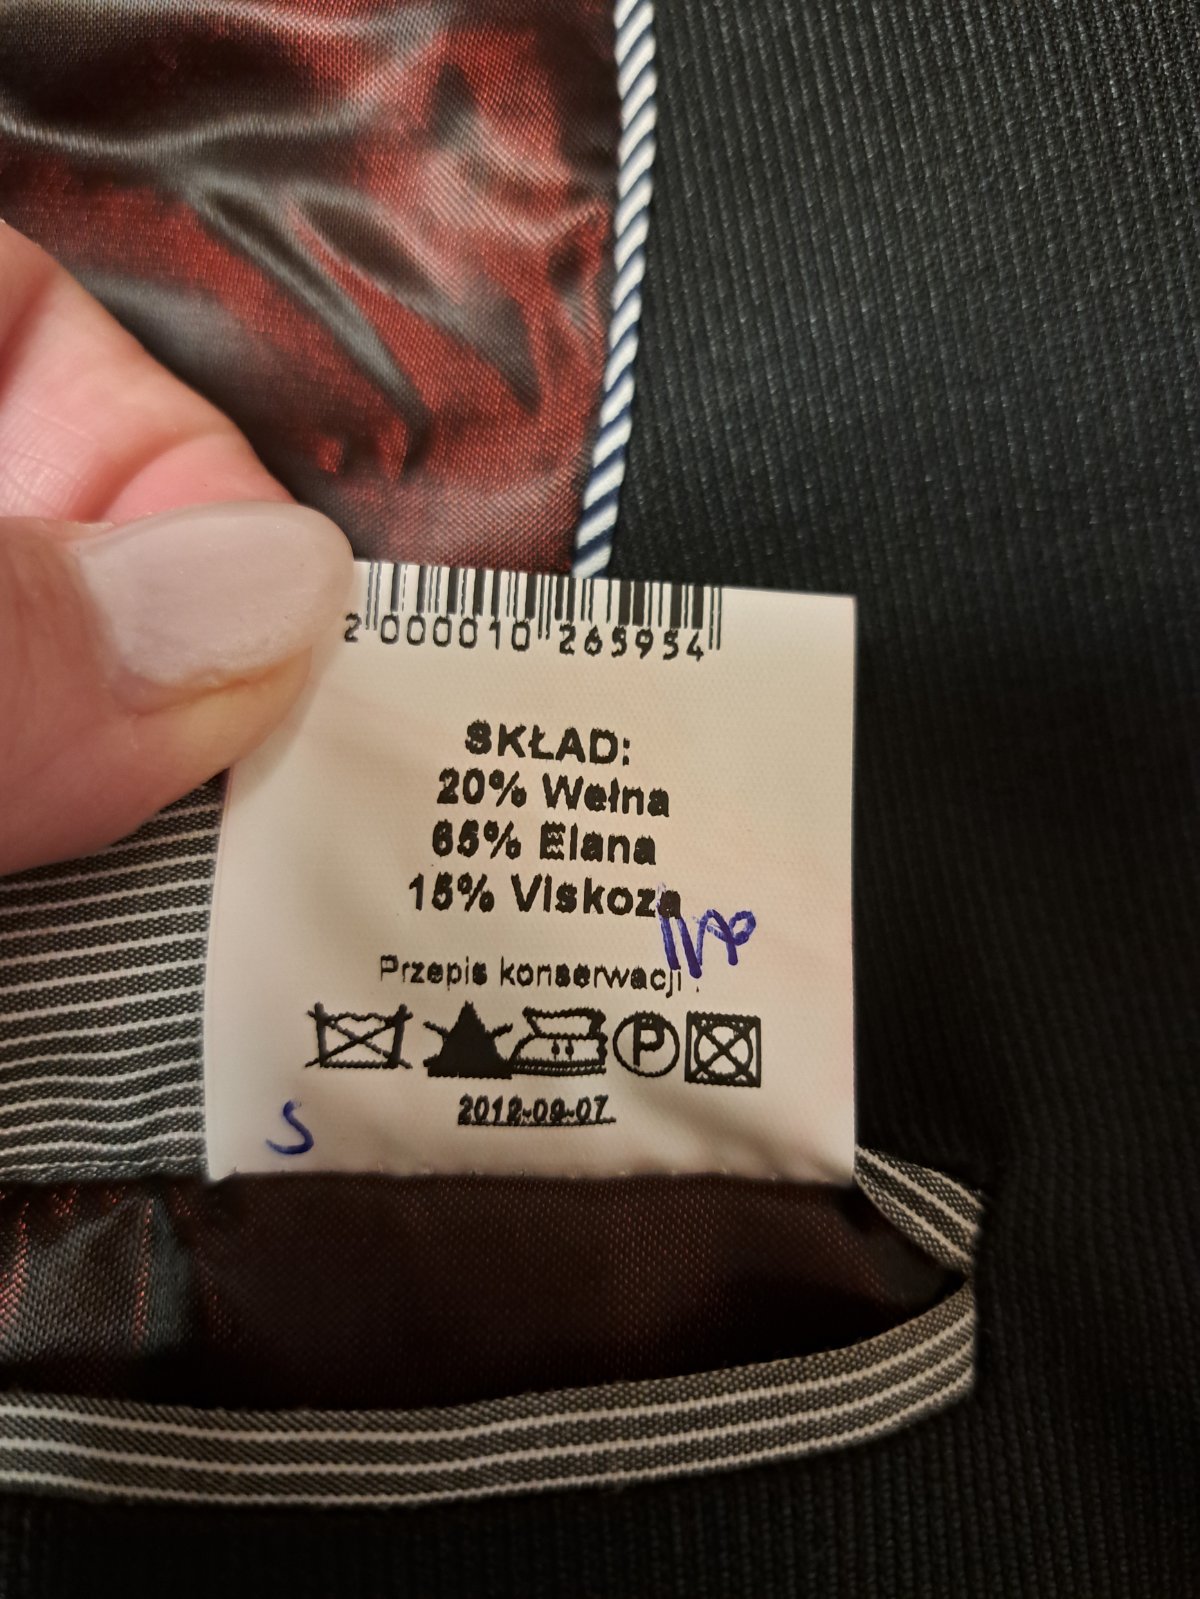 2 000010 265954
SKŁAD:
20% Wełna
65% Elana
15% Viskoza
Przepis konserwacji :
P
2012-09-07
S